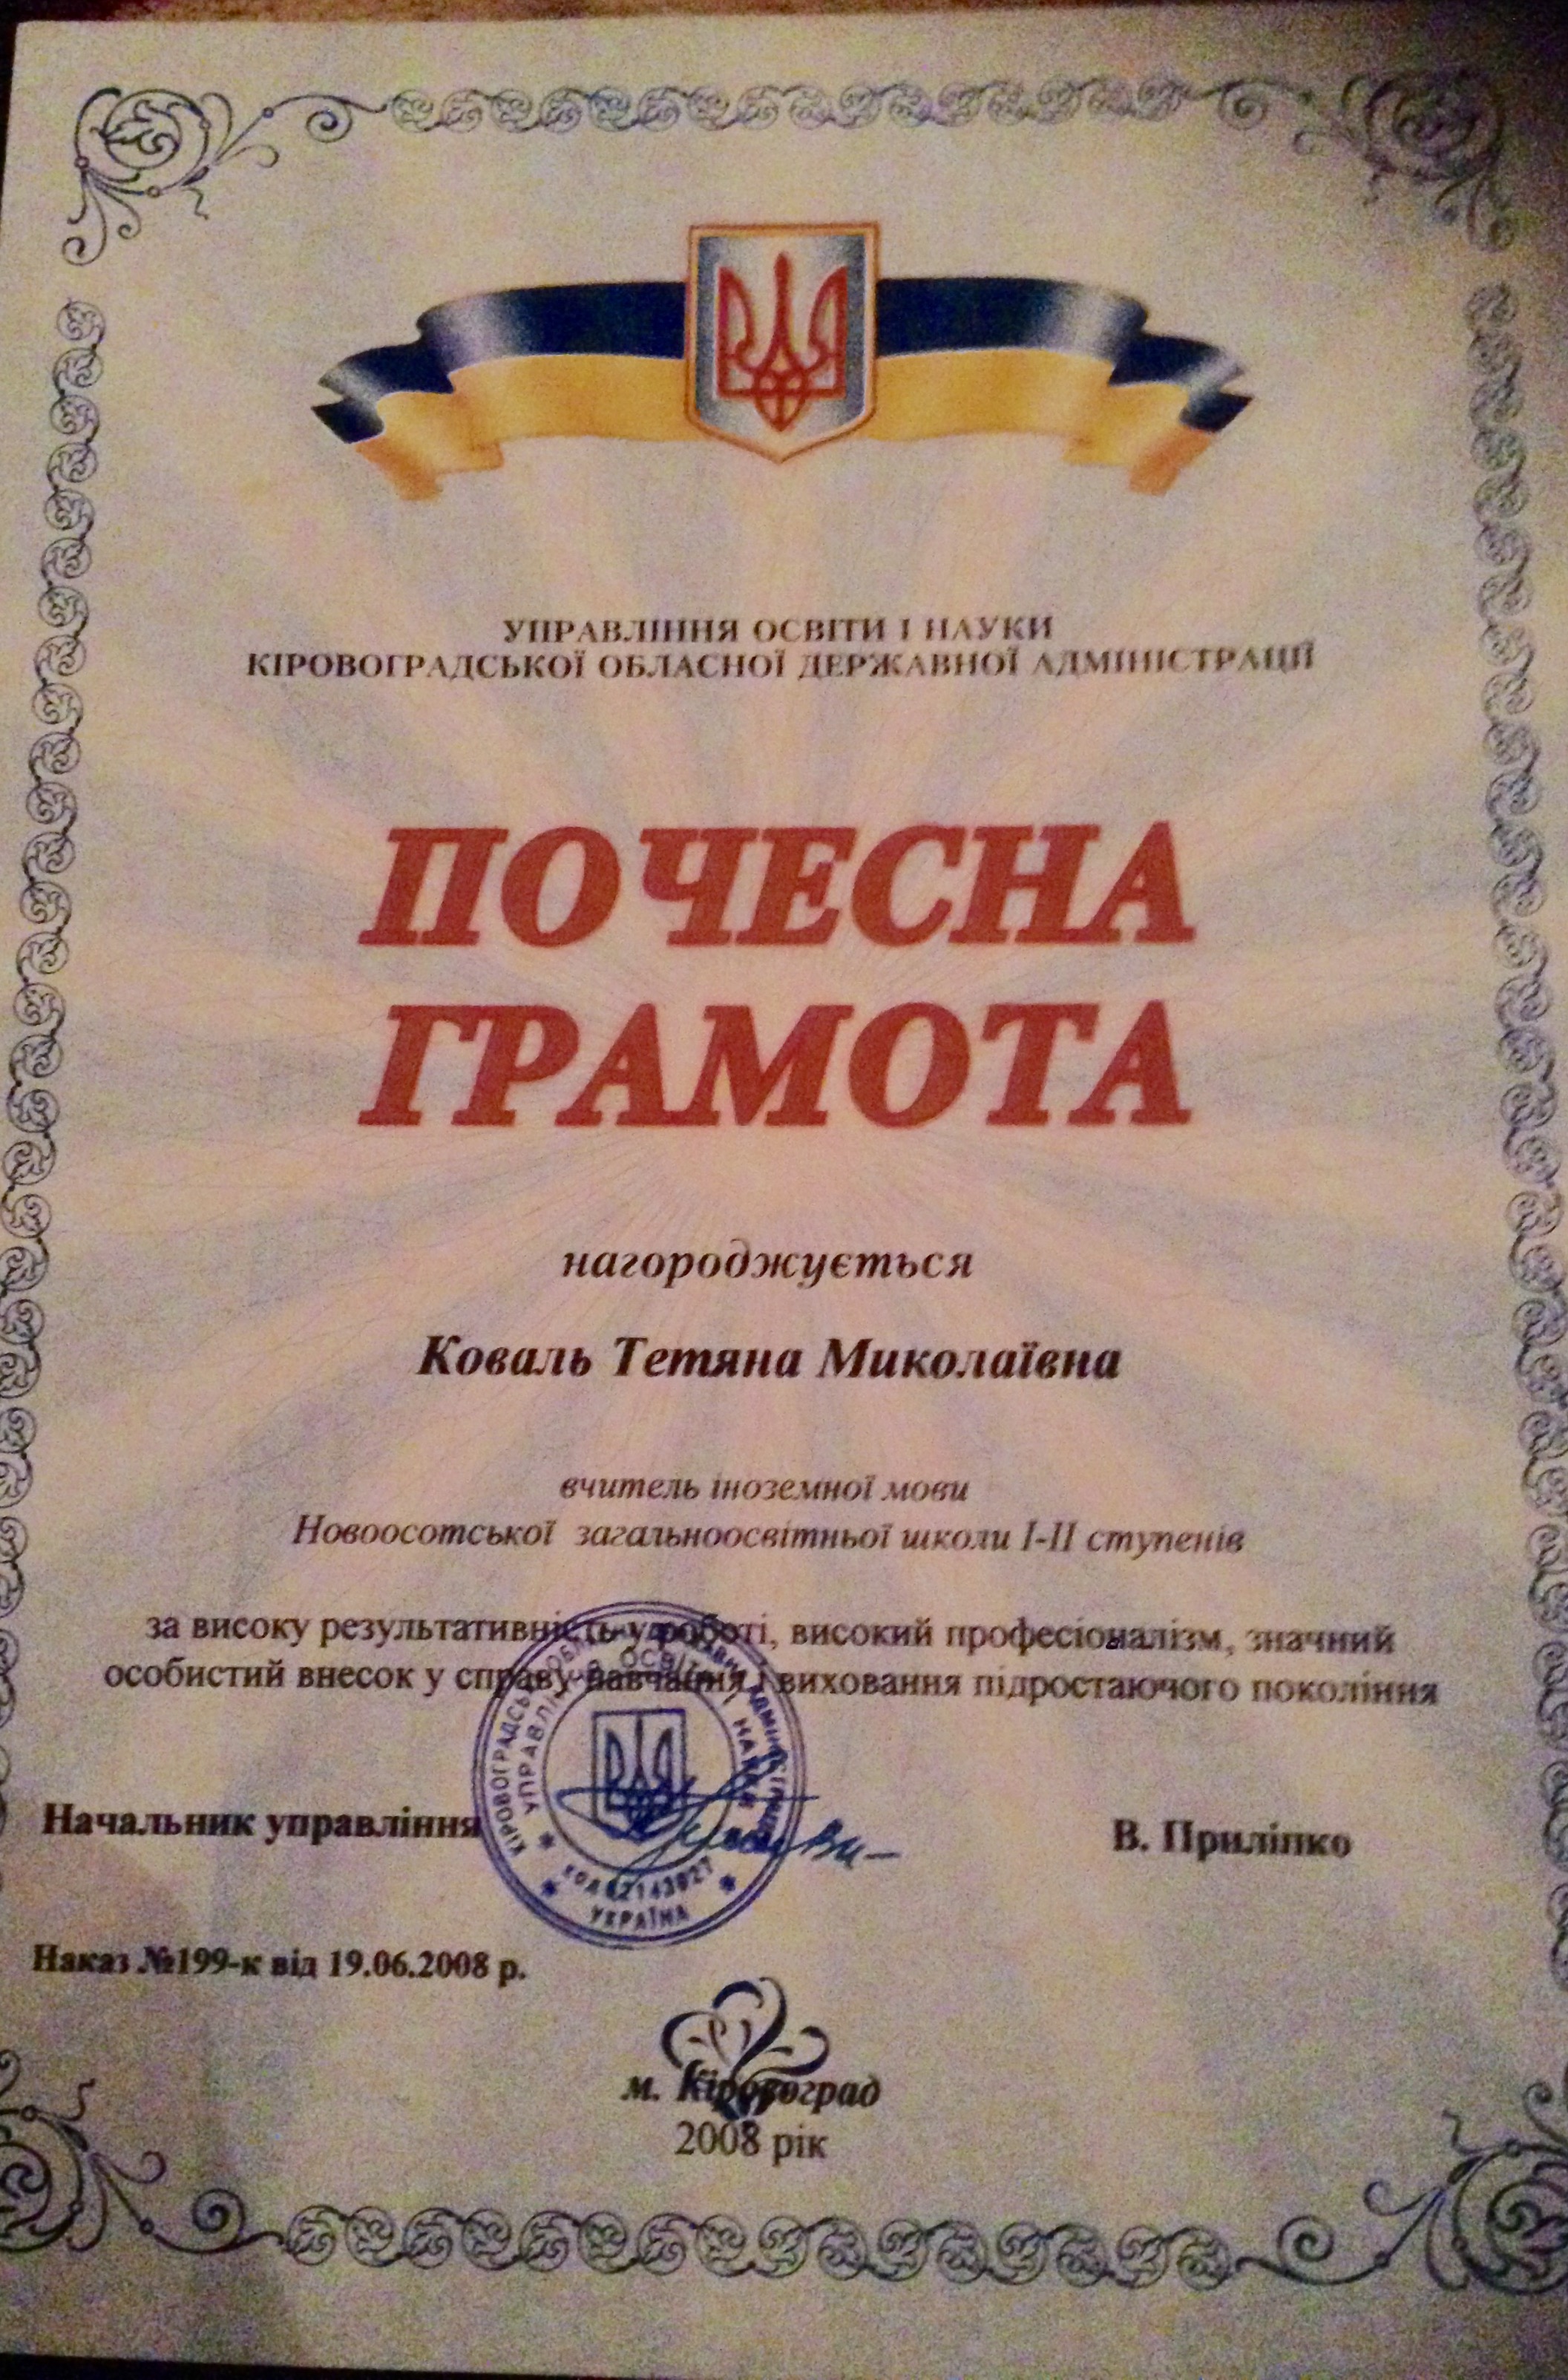 УПРАВЛІННЯ ОСВІТИ І НАУКИ
КІРОВОГРАДСЬКОЇ ОБЛАСНОЇ ДЕРЖАВНОЇ АДМІНІСТРАЦІЇ
ПОЧЕСНА
ГРАМОТА
нагороджується
Коваль Тетяна Миколаївна
вчитель іноземної мови
Новоосотської загальноосвітньої школи І-ІІ ступенів
за високу результативність у роботі, високий професіоналізм, значний
особистий внесок у справу навчання і виховання підростаючого покоління
Начальник управління
В. Приліпко
УКРАЇНА
Наказ №199-к від 19.06.2008 р.
м. Кіровоград
2008 рік